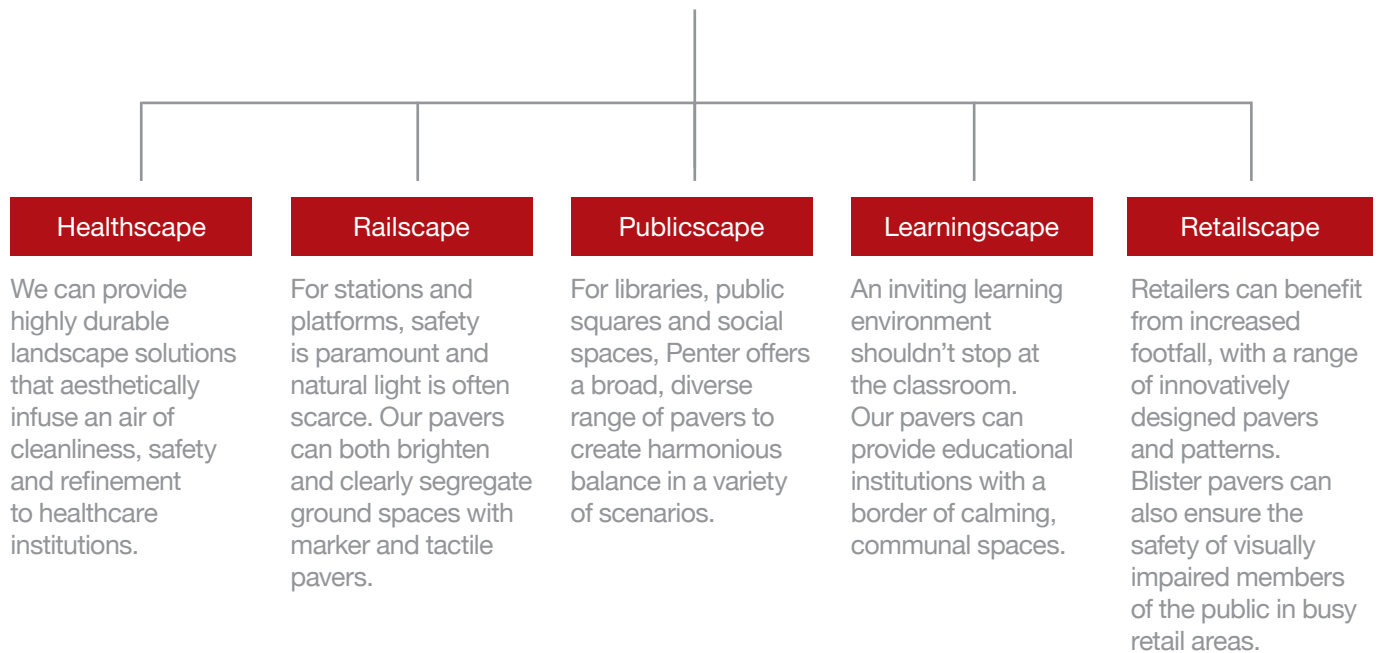 Healthscape
We can provide
highly durable
landscape solutions
that aesthetically
infuse an air of
cleanliness, safety
and refinement
to healthcare
institutions.
Railscape
For stations and
platforms, safety
is paramount and
natural light is often
scarce. Our pavers
can both brighten
and clearly segregate
ground spaces with
marker and tactile
pavers.
Publicscape
For libraries, public
squares and social
spaces, Penter offers
a broad, diverse
range of pavers to
create harmonious
balance in a variety
of scenarios.
Learningscape
An inviting learning
environment
shouldn’t stop at
the classroom.
Our pavers can
provide educational
institutions with a
border of calming,
communal spaces.
Retailscape
Retailers can benefit
from increased
footfall, with a range
of innovatively
designed pavers
and patterns.
Blister pavers can
also ensure the
safety of visually
impaired members
of the public in busy
retail areas.